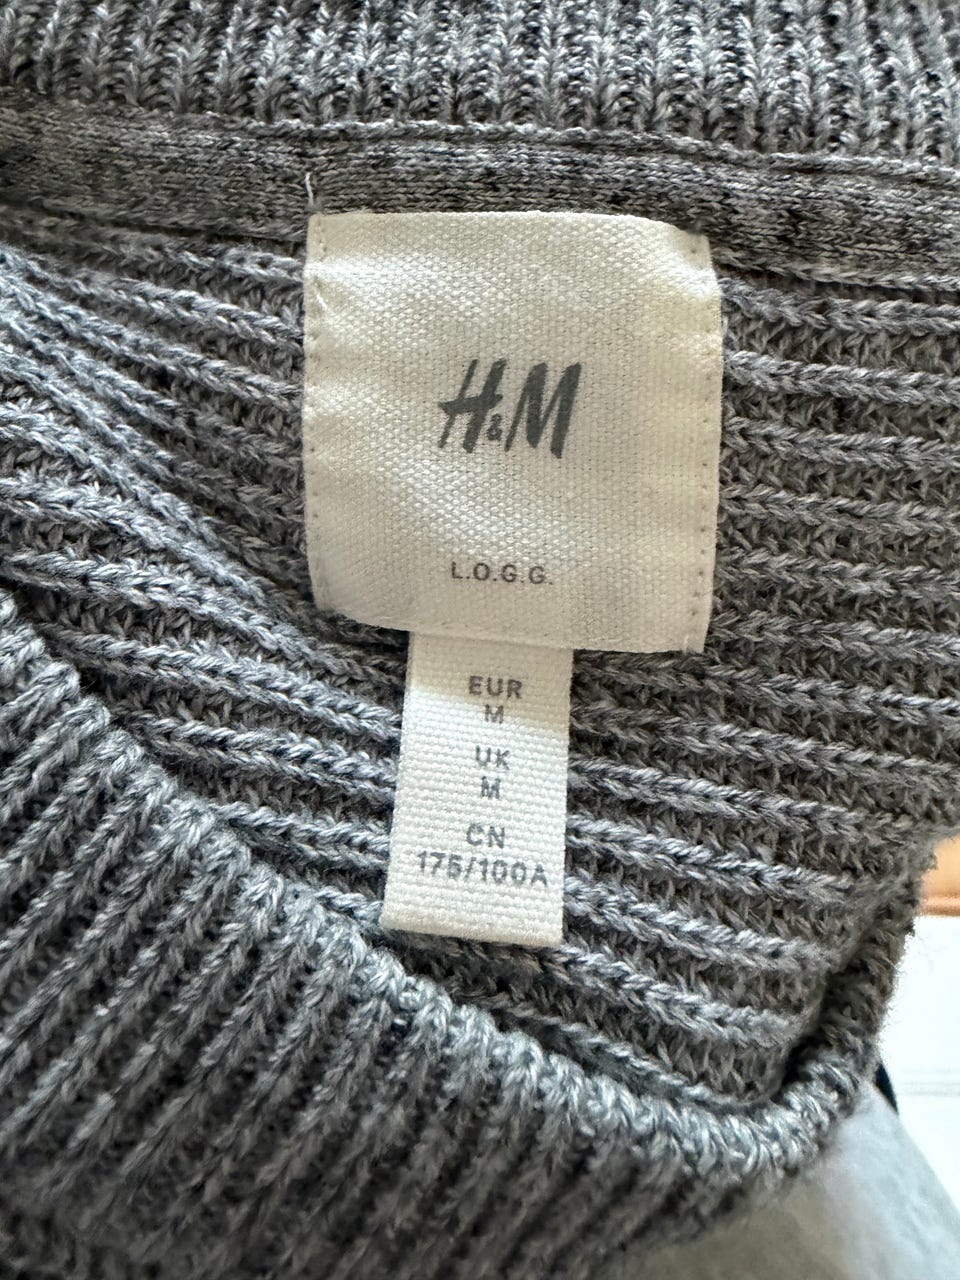 H&M
L.O.G.G.
EUR
M
UK
M
CN
175/100A